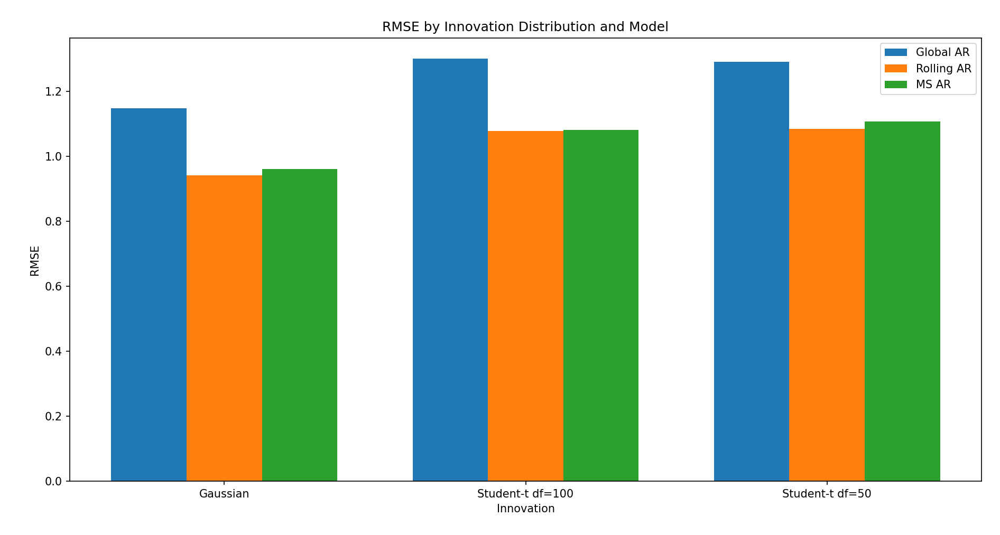 RMSE by Innovation Distribution and Model
Global AR
Rolling AR
MS AR
RMSE
1.2
1.0
0.8
0.6
0.4
0.2
0.0
Gaussian
Student-t df=100
Student-t df=50
Innovation